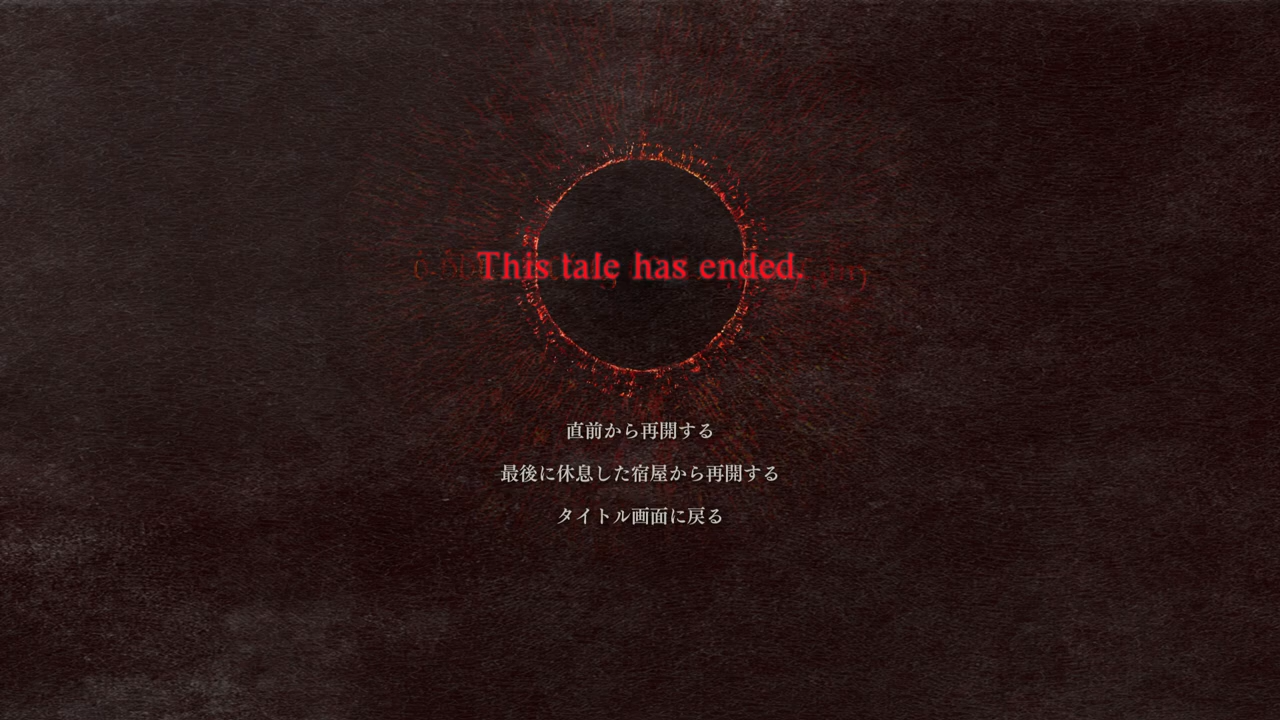 This tale has ended.
直前から再開する
最後に休息した宿屋から再開する
タイトル画面に戻る